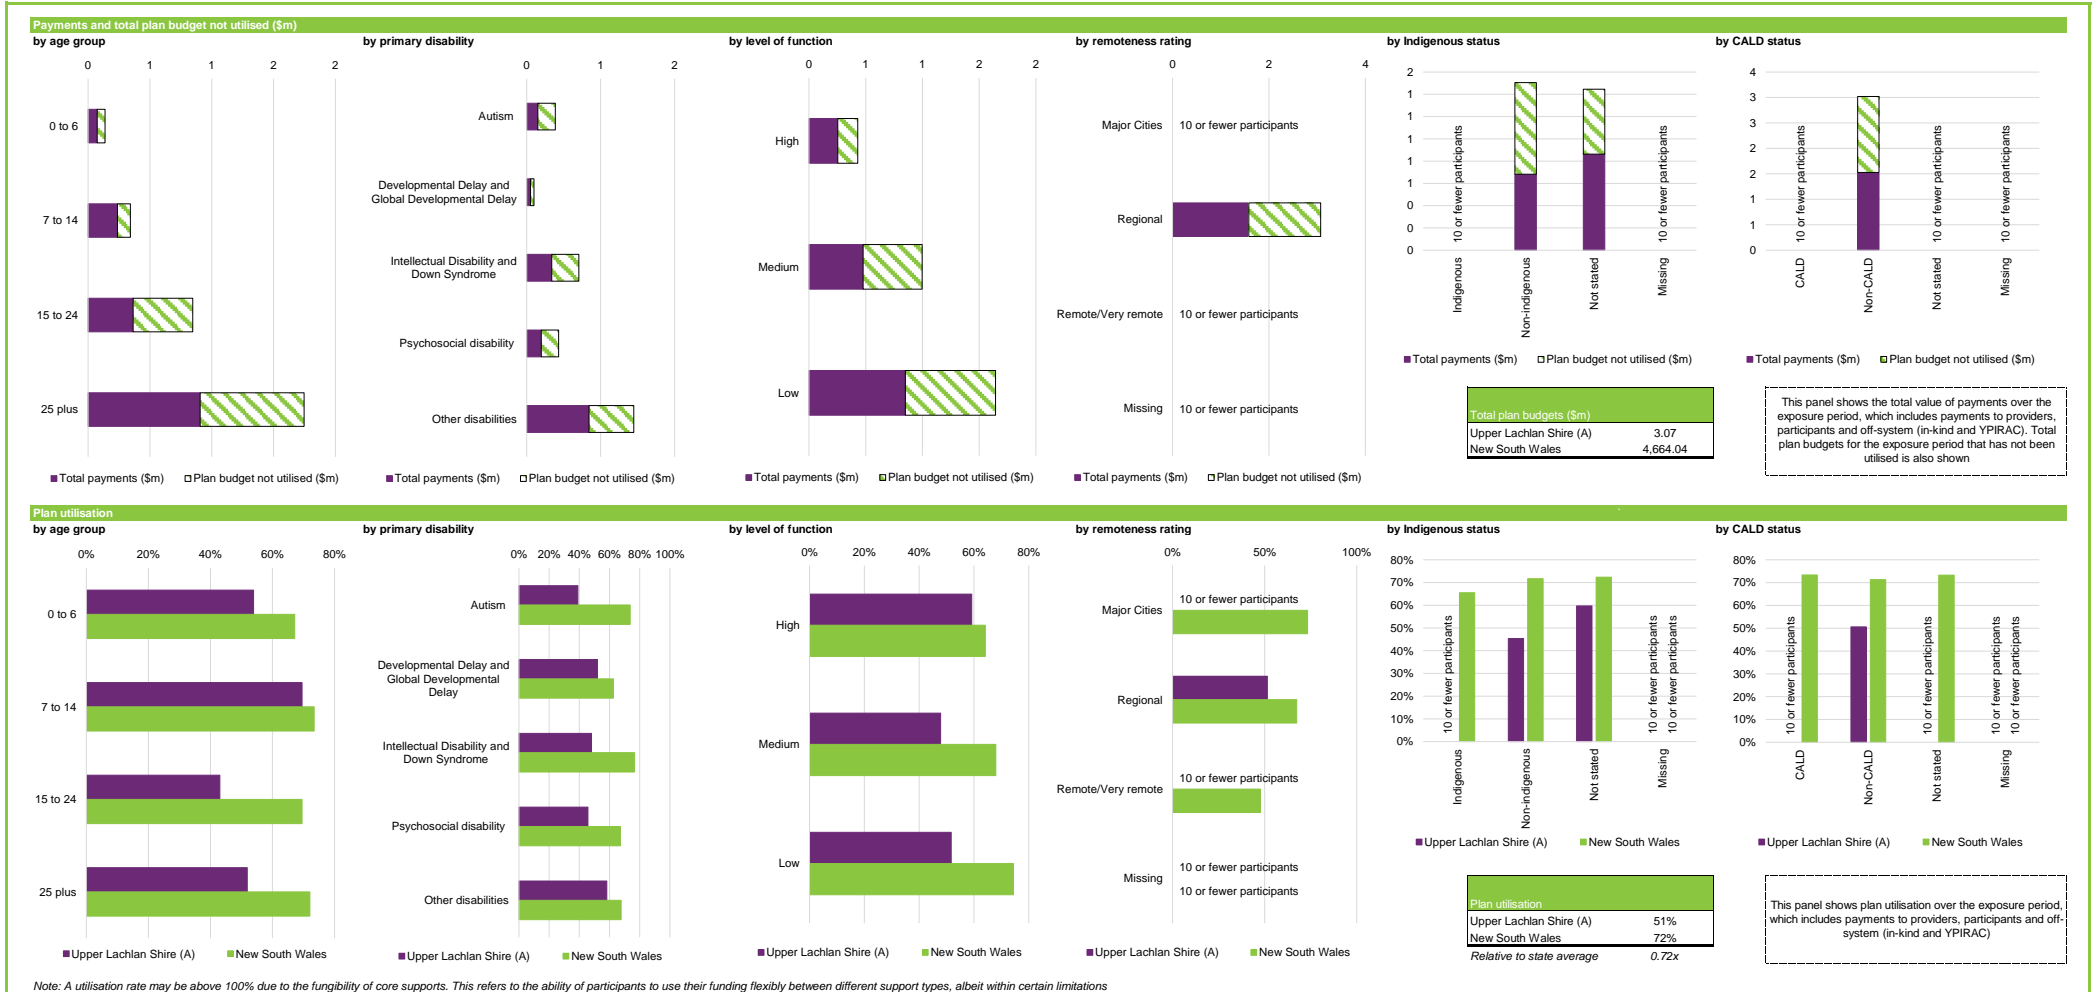 Payments and total plan budget not utilised ($m)
by age group
0 1 1 2 2
0 to 6
7 to 14
15 to 24
25 plus
Total payments ($m) Plan budget not utilised ($m)
by primary disability
0 1 2
Autism
Developmental Delay and
Global Developmental Delay
Intellectual Disability and
Down Syndrome
Psychosocial disability
Other disabilities
Total payments ($m) Plan budget not utilised ($m)
by level of function
0 1 1 2 2
High
Medium
Low
Total payments ($m) Plan budget not utilised ($m)
by remoteness rating
0 2 4
Major Cities 10 or fewer participants
Regional
Remote/Very remote 10 or fewer participants
Missing 10 or fewer participants
Total payments ($m) Plan budget not utilised ($m)
by Indigenous status
2
1
1
1
1
1
0
0
0
10 or fewer participants
10 or fewer participants
Indigenous
Non-indigenous
Not stated
Missing
Total payments ($m) Plan budget not utilised ($m)
by CALD status
4
3
3
2
2
1
1
0
10 or fewer participants
10 or fewer participants
10 or fewer participants
CALD
Non-CALD
Not stated
Missing
Total payments ($m) Plan budget not utilised ($m)
Total plan budgets ($m)
Upper Lachlan Shire (A) 3.07
New South Wales 4,664.04
This panel shows the total value of payments over the
exposure period, which includes payments to providers,
participants and off-system (in-kind and YPIRAC). Total
plan budgets for the exposure period that has not been
utilised is also shown
Plan utilisation
by age group
0% 20% 40% 60% 80%
0 to 6
7 to 14
15 to 24
25 plus
Upper Lachlan Shire (A) New South Wales
by primary disability
0% 20% 40% 60% 80% 100%
Autism
Developmental Delay and
Global Developmental
Delay
Intellectual Disability and
Down Syndrome
Psychosocial disability
Other disabilities
Upper Lachlan Shire (A) New South Wales
by level of function
0% 20% 40% 60% 80%
High
Medium
Low
Upper Lachlan Shire (A) New South Wales
by remoteness rating
0% 50% 100%
Major Cities 10 or fewer participants
Regional
Remote/Very remote 10 or fewer participants
Missing 10 or fewer participants
10 or fewer participants
Upper Lachlan Shire (A) New South Wales
by Indigenous status
80%
70%
60%
50%
40%
30%
20%
10%
0%
10 or fewer participants
10 or fewer participants
10 or fewer participants
Indigenous
Non-indigenous
Not stated
Missing
Upper Lachlan Shire (A) New South Wales
by CALD status
80%
70%
60%
50%
40%
30%
20%
10%
0%
10 or fewer participants
10 or fewer participants
10 or fewer participants
10 or fewer participants
CALD
Non-CALD
Not stated
Missing
Upper Lachlan Shire (A) New South Wales
Plan utilisation
Upper Lachlan Shire (A) 51%
New South Wales 72%
Relative to state average 0.72x
This panel shows plan utilisation over the exposure period,
which includes payments to providers, participants and off-
system (in-kind and YPIRAC)
Note: A utilisation rate may be above 100% due to the fungibility of core supports. This refers to the ability of participants to use their funding flexibly between different support types, albeit within certain limitations